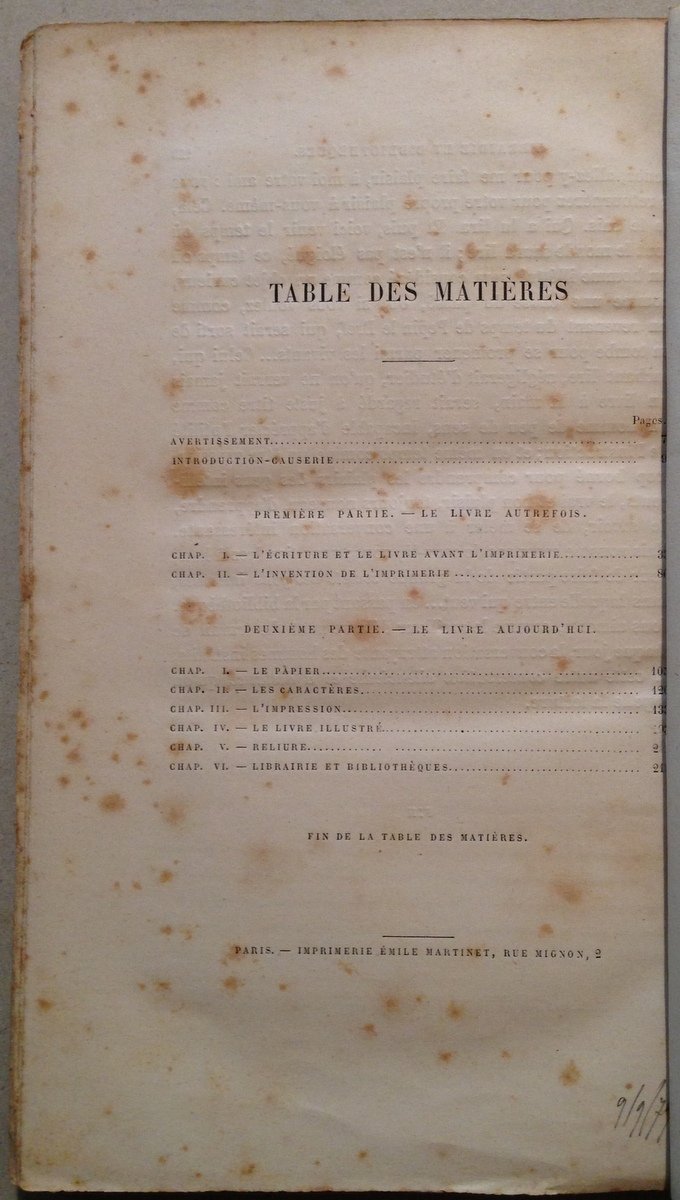 TABLE DES MATIÈRES
Pages.
AVERTISSEMENT 7
INTRODUCTION-CAUSERIE
PREMIÈRE PARTIE. — LE LIVRE AUTREFOIS.
CHAP. I. — L'ÉCRITURE ET LE LIVRE AVANT L'IMPRIMERIE
CHAP. II. — L'INVENTION DE L'IMPRIMERIE
DEUXIÈME PARTIE. — LE LIVRE AUJOURD'HUI.
CHAP. I. — LE PAPIER
CHAP. II. — LES CARACTÈRES
CHAP. III. — L'IMPRESSION
CHAP. IV. — LE LIVRE ILLUSTRÉ
CHAP. V. — RELIURE
CHAP. VI. — LIBRAIRIE ET BIBLIOTHÈQUES
FIN DE LA TABLE DES MATIÈRES.
PARIS. — IMPRIMERIE ÉMILE MARTINET, RUE MIGNON, 2